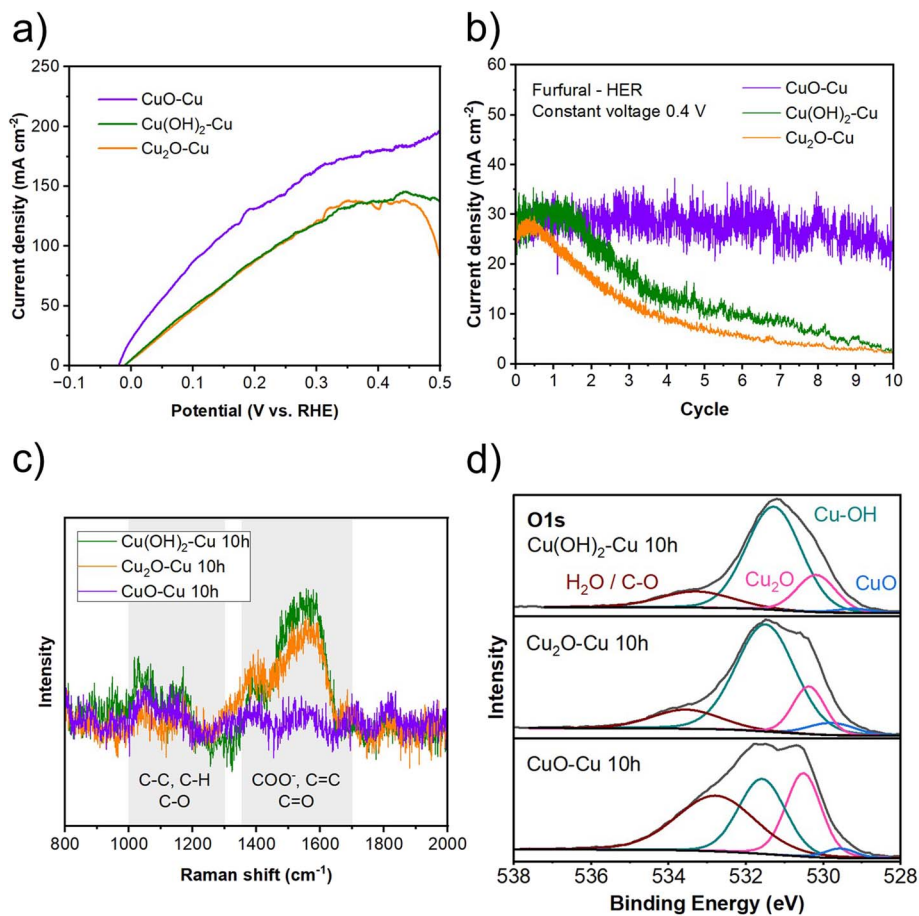 a)
250
200
150
100
50
0
−0.1
0.0
0.1
0.2
0.3
0.4
0.5
Current density (mA cm⁻²)
Potential (V vs. RHE)
CuO-Cu
Cu(OH)₂-Cu
Cu₂O-Cu
b)
60
50
40
30
20
10
0
0
1
2
3
4
5
6
7
8
9
10
Current density (mA cm⁻²)
Cycle
Furfural - HER
Constant voltage 0.4 V
CuO-Cu
Cu(OH)₂-Cu
Cu₂O-Cu
c)
Cu(OH)₂-Cu 10h
Cu₂O-Cu 10h
CuO-Cu 10h
Intensity
C-C, C-H
C-O
COO⁻, C=C
C=O
800
1000
1200
1400
1600
1800
2000
Raman shift (cm⁻¹)
d)
O1s
Cu(OH)₂-Cu 10h
Cu-OH
H₂O / C-O
Cu₂O
CuO
Cu₂O-Cu 10h
CuO-Cu 10h
Intensity
538
536
534
532
530
528
Binding Energy (eV)